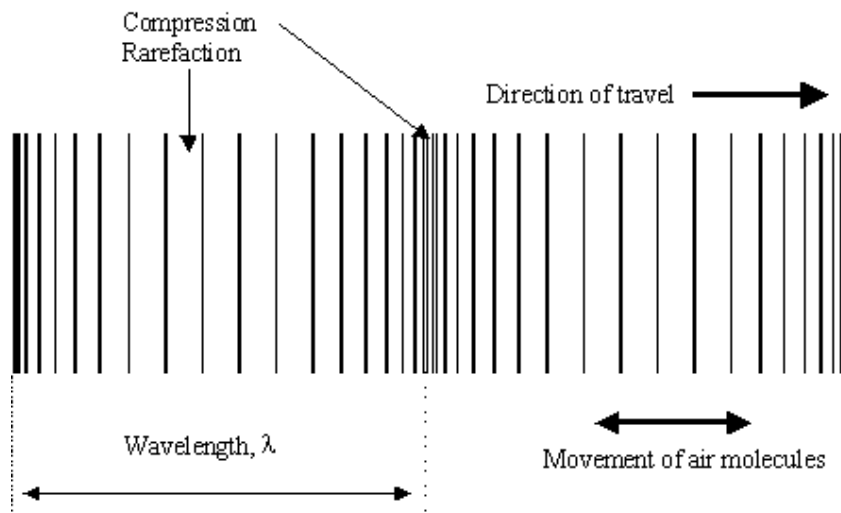 Compression
Rarefaction
Direction of travel
Wavelength, λ
Movement of air molecules